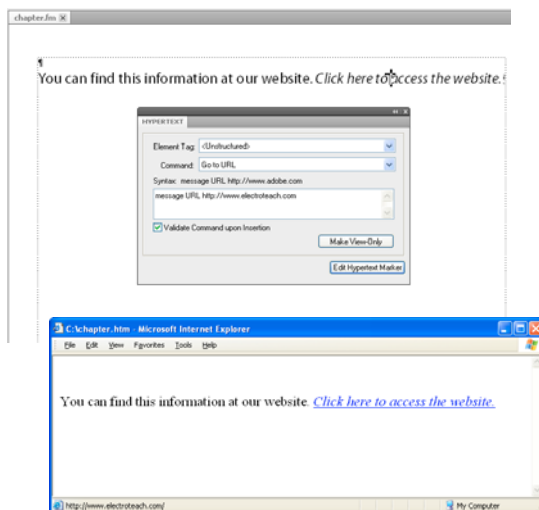 chapter.fm
¶
You can find this information at our website. Click here to access the website.
HYPERTEXT
Element Tag: <Unstructured>
Command: Go to URL
Syntax: message URL http://www.adobe.com
message URL http://www.electroteach.com
Validate Command upon Insertion
Make View-Only
Edit Hypertext Marker
C:\chapter.htm - Microsoft Internet Explorer
File Edit View Favorites Tools Help
You can find this information at our website. Click here to access the website.
http://www.electroteach.com/ My Computer